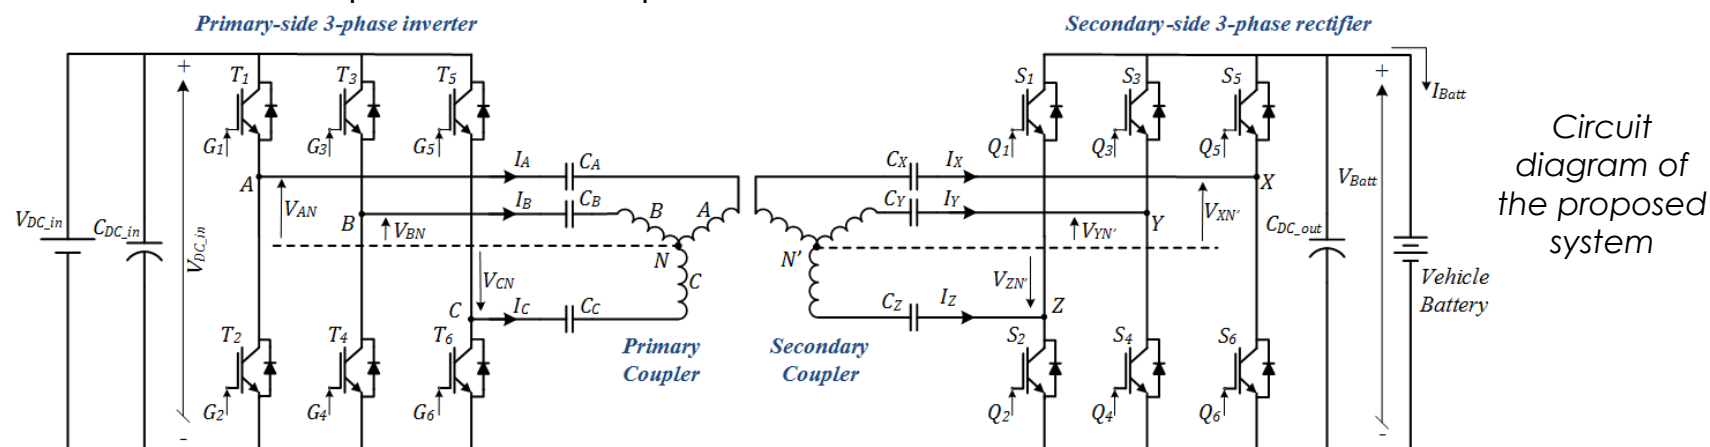 Primary-side 3-phase inverter
Secondary-side 3-phase rectifier
+
T1
T3
T5
G1
G3
G5
S1
S3
S5
Q1
Q3
Q5
+
IBatt
Circuit
diagram of
the proposed
system
A
VAN
IA
CA
B
VBN
IB
CB
B
A
N
C
VCN
C
IC
CC
CX
IX
X
CY
IY
Y
VXN'
VYN'
N'
VZN'
CZ
IZ
Z
VDC_in
CDC_in
VDC_in
VBatt
CDC_out
Vehicle
Battery
T2
T4
T6
G2
G4
G6
Primary
Coupler
Secondary
Coupler
S2
S4
S6
Q2
Q4
Q6
-
-